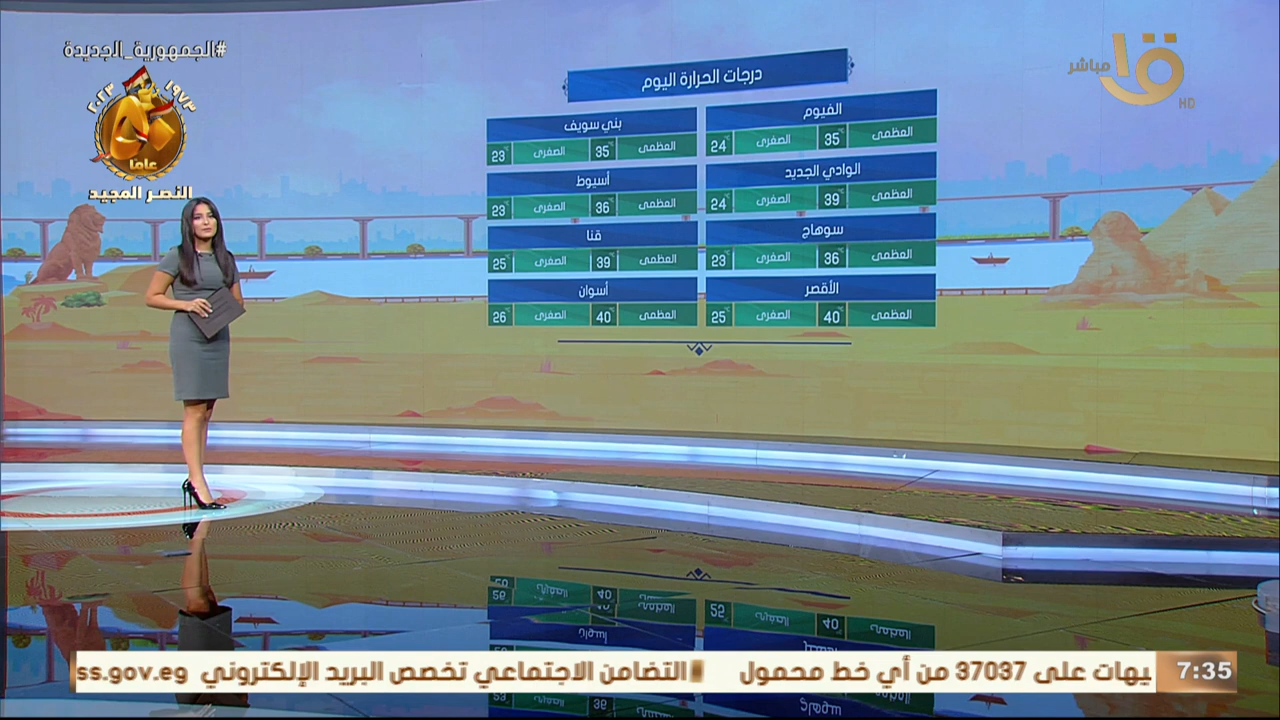 #الجمهورية_الجديدة
١٩٧٣ ٢٠٢٣
عامًا
النصر المجيد
مباشر
HD
درجات الحرارة اليوم
الفيوم
العظمى 35°c الصغرى 24°c
بني سويف
العظمى 35°c الصغرى 23°c
الوادي الجديد
العظمى 39°c الصغرى 24°c
أسيوط
العظمى 36°c الصغرى 23°c
سوهاج
العظمى 36°c الصغرى 23°c
قنا
العظمى 39°c الصغرى 25°c
الأقصر
العظمى 40°c الصغرى 25°c
أسوان
العظمى 40°c الصغرى 26°c
7:35 يهات على 37037 من أي خط محمول التضامن الاجتماعي تخصص البريد الإلكتروني ss.gov.eg